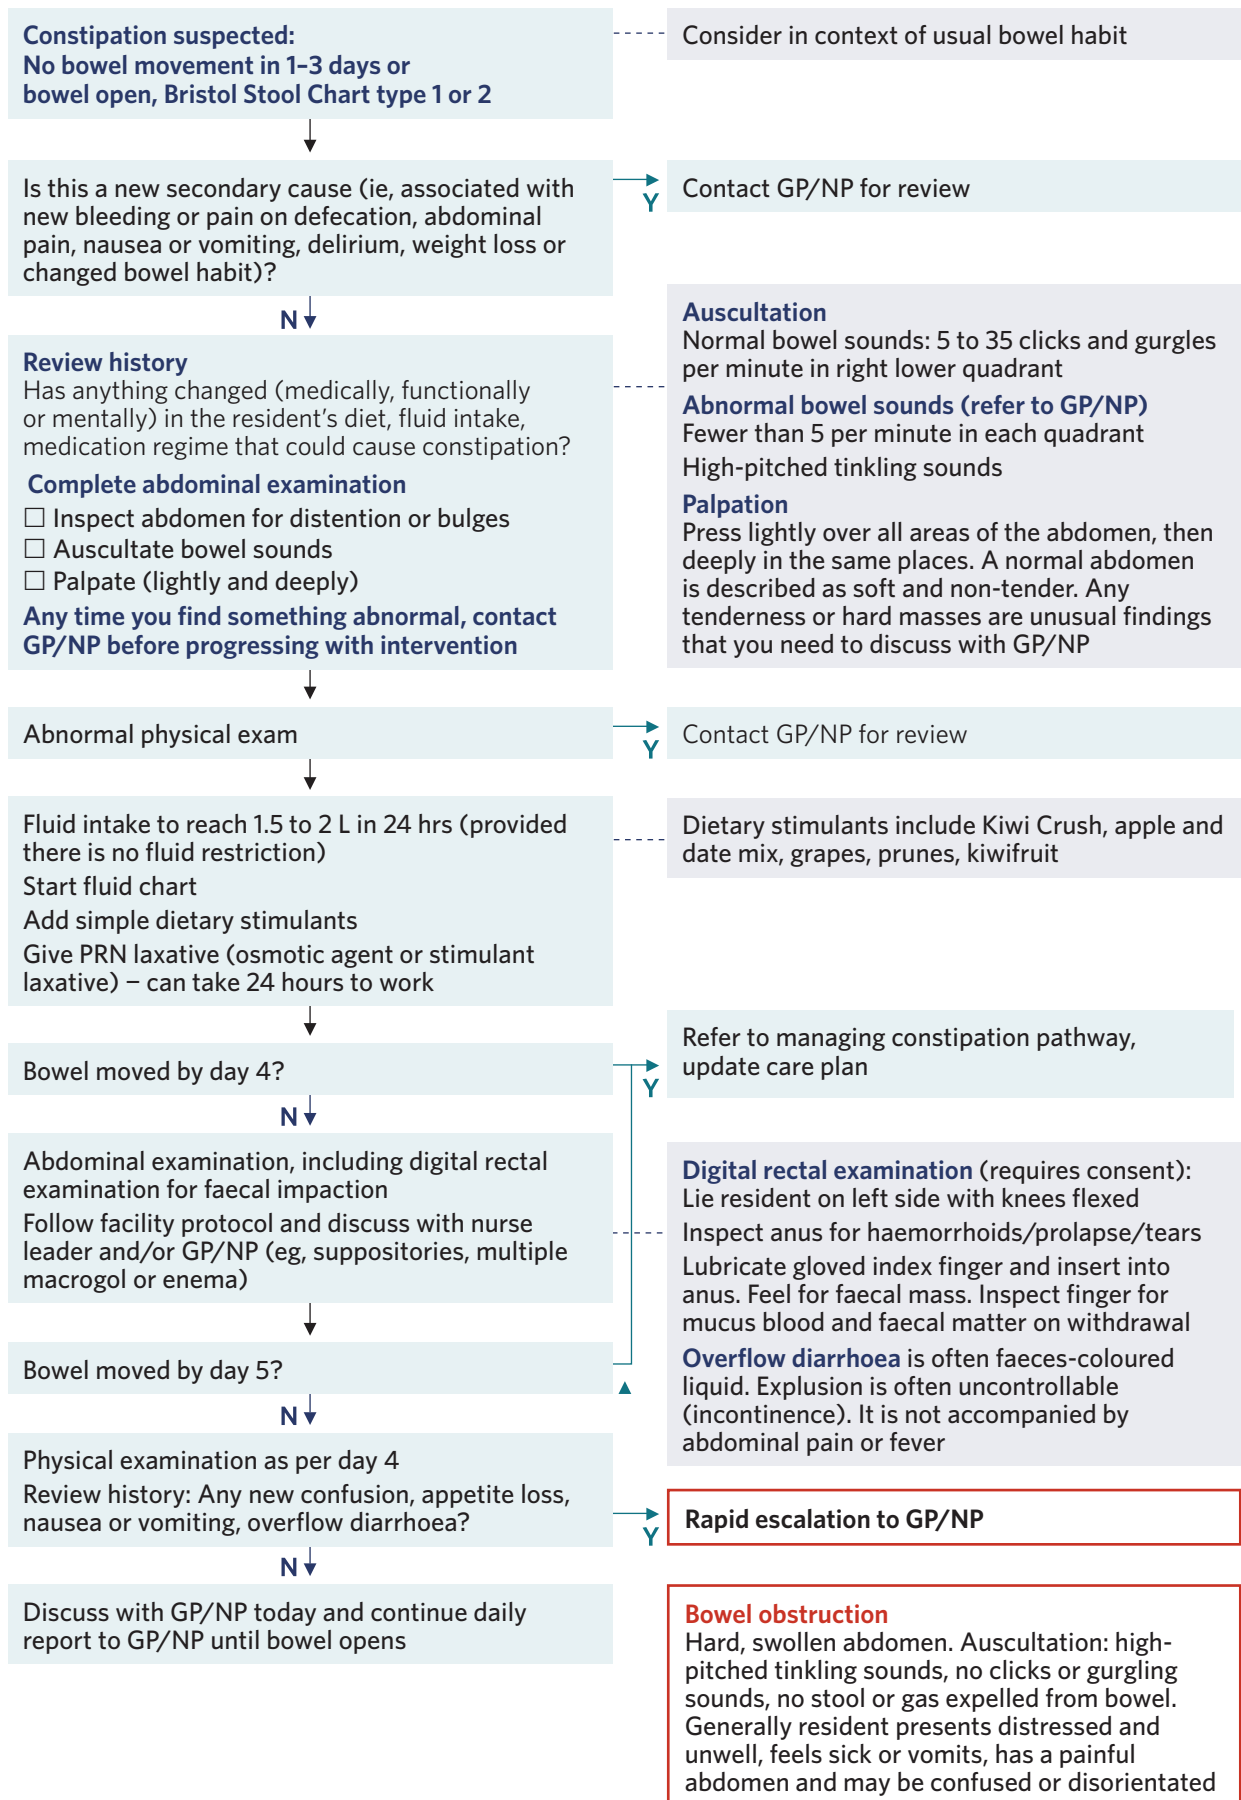 Constipation suspected:
No bowel movement in 1–3 days or
bowel open, Bristol Stool Chart type 1 or 2
Consider in context of usual bowel habit
Is this a new secondary cause (ie, associated with
new bleeding or pain on defecation, abdominal
pain, nausea or vomiting, delirium, weight loss or
changed bowel habit)?
Y
Contact GP/NP for review
N
Review history
Has anything changed (medically, functionally
or mentally) in the resident's diet, fluid intake,
medication regime that could cause constipation?
Complete abdominal examination
☐ Inspect abdomen for distention or bulges
☐ Auscultate bowel sounds
☐ Palpate (lightly and deeply)
Any time you find something abnormal, contact
GP/NP before progressing with intervention
Auscultation
Normal bowel sounds: 5 to 35 clicks and gurgles
per minute in right lower quadrant
Abnormal bowel sounds (refer to GP/NP)
Fewer than 5 per minute in each quadrant
High-pitched tinkling sounds
Palpation
Press lightly over all areas of the abdomen, then
deeply in the same places. A normal abdomen
is described as soft and non-tender. Any
tenderness or hard masses are unusual findings
that you need to discuss with GP/NP
Abnormal physical exam
Y
Contact GP/NP for review
Fluid intake to reach 1.5 to 2 L in 24 hrs (provided
there is no fluid restriction)
Start fluid chart
Add simple dietary stimulants
Give PRN laxative (osmotic agent or stimulant
laxative) – can take 24 hours to work
Dietary stimulants include Kiwi Crush, apple and
date mix, grapes, prunes, kiwifruit
Bowel moved by day 4?
Y
Refer to managing constipation pathway,
update care plan
N
Abdominal examination, including digital rectal
examination for faecal impaction
Follow facility protocol and discuss with nurse
leader and/or GP/NP (eg, suppositories, multiple
macrogol or enema)
Digital rectal examination (requires consent):
Lie resident on left side with knees flexed
Inspect anus for haemorrhoids/prolapse/tears
Lubricate gloved index finger and insert into
anus. Feel for faecal mass. Inspect finger for
mucus blood and faecal matter on withdrawal
Overflow diarrhoea is often faeces-coloured
liquid. Explusion is often uncontrollable
(incontinence). It is not accompanied by
abdominal pain or fever
Bowel moved by day 5?
N
Physical examination as per day 4
Review history: Any new confusion, appetite loss,
nausea or vomiting, overflow diarrhoea?
Y
Rapid escalation to GP/NP
N
Discuss with GP/NP today and continue daily
report to GP/NP until bowel opens
Bowel obstruction
Hard, swollen abdomen. Auscultation: high-
pitched tinkling sounds, no clicks or gurgling
sounds, no stool or gas expelled from bowel.
Generally resident presents distressed and
unwell, feels sick or vomits, has a painful
abdomen and may be confused or disorientated